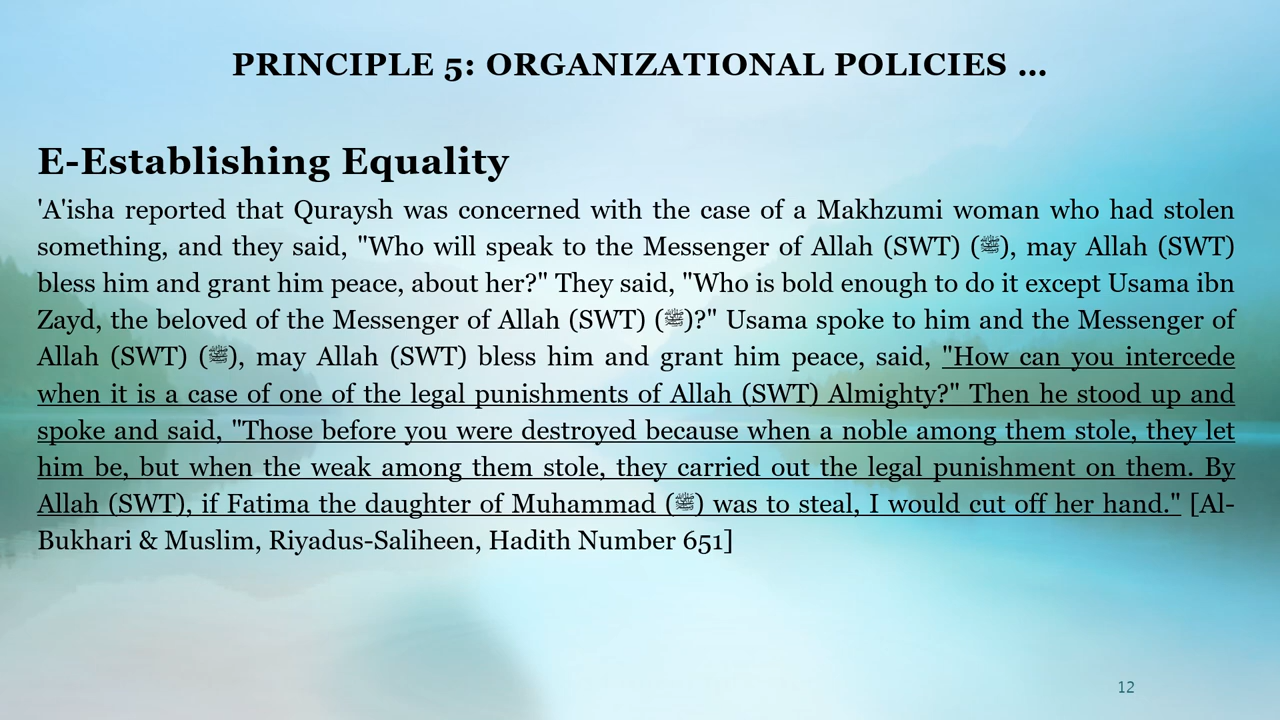 PRINCIPLE 5: ORGANIZATIONAL POLICIES ...
E-Establishing Equality
'A'isha reported that Quraysh was concerned with the case of a Makhzumi woman who had stolen
something, and they said, "Who will speak to the Messenger of Allah (SWT) (ﷺ), may Allah (SWT)
bless him and grant him peace, about her?" They said, "Who is bold enough to do it except Usama ibn
Zayd, the beloved of the Messenger of Allah (SWT) (ﷺ)?" Usama spoke to him and the Messenger of
Allah (SWT) (ﷺ), may Allah (SWT) bless him and grant him peace, said, "How can you intercede
when it is a case of one of the legal punishments of Allah (SWT) Almighty?" Then he stood up and
spoke and said, "Those before you were destroyed because when a noble among them stole, they let
him be, but when the weak among them stole, they carried out the legal punishment on them. By
Allah (SWT), if Fatima the daughter of Muhammad (ﷺ) was to steal, I would cut off her hand." [Al-
Bukhari & Muslim, Riyadus-Saliheen, Hadith Number 651]
12